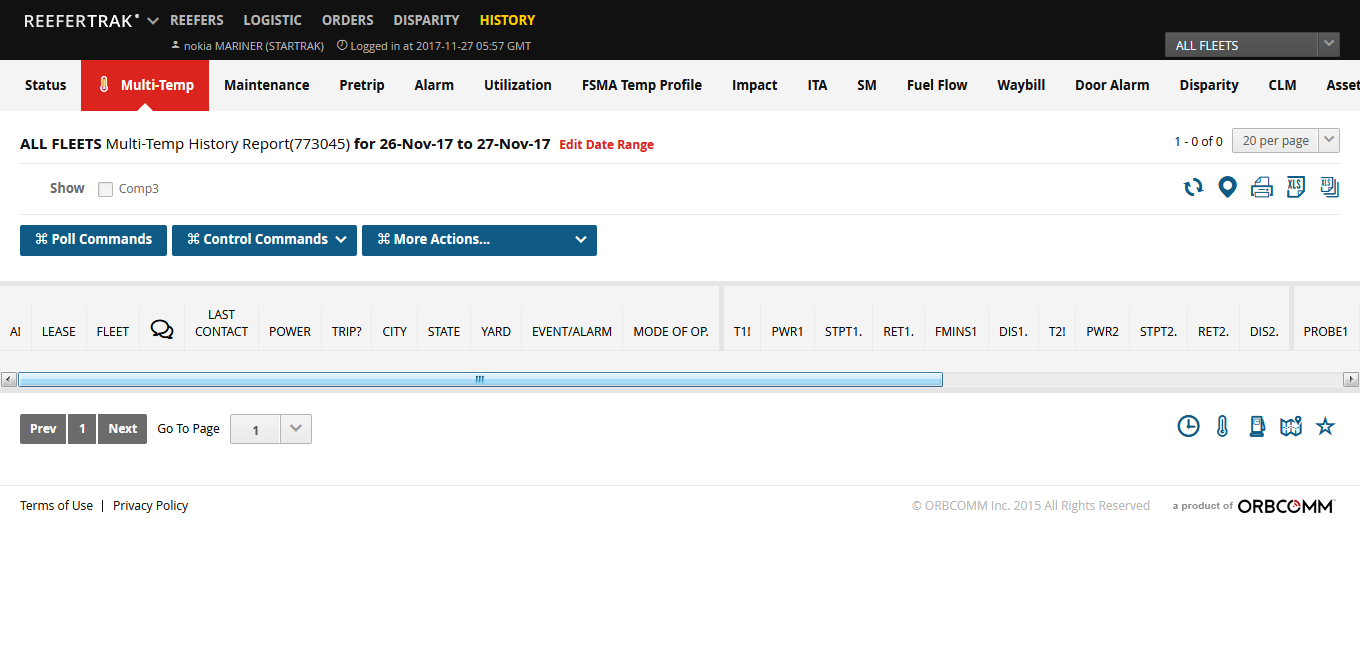 REEFERTRAK REEFERS LOGISTIC ORDERS DISPARITY HISTORY
nokia MARINER (STARTRAK) Logged in at 2017-11-27 05:57 GMT ALL FLEETS
Status Multi-Temp Maintenance Pretrip Alarm Utilization FSMA Temp Profile Impact ITA SM Fuel Flow Waybill Door Alarm Disparity CLM Asset
ALL FLEETS Multi-Temp History Report(773045) for 26-Nov-17 to 27-Nov-17 Edit Date Range 1 - 0 of 0 20 per page
Show Comp3 XLS XLS
⌘ Poll Commands ⌘ Control Commands ⌘ More Actions...
LAST
AI LEASE FLEET CONTACT POWER TRIP? CITY STATE YARD EVENT/ALARM MODE OF OP. T1! PWR1 STPT1. RET1. FMINS1 DIS1. T2! PWR2 STPT2. RET2. DIS2. PROBE1
Prev 1 Next Go To Page 1
Terms of Use | Privacy Policy © ORBCOMM Inc. 2015 All Rights Reserved a product of ORBCOMM